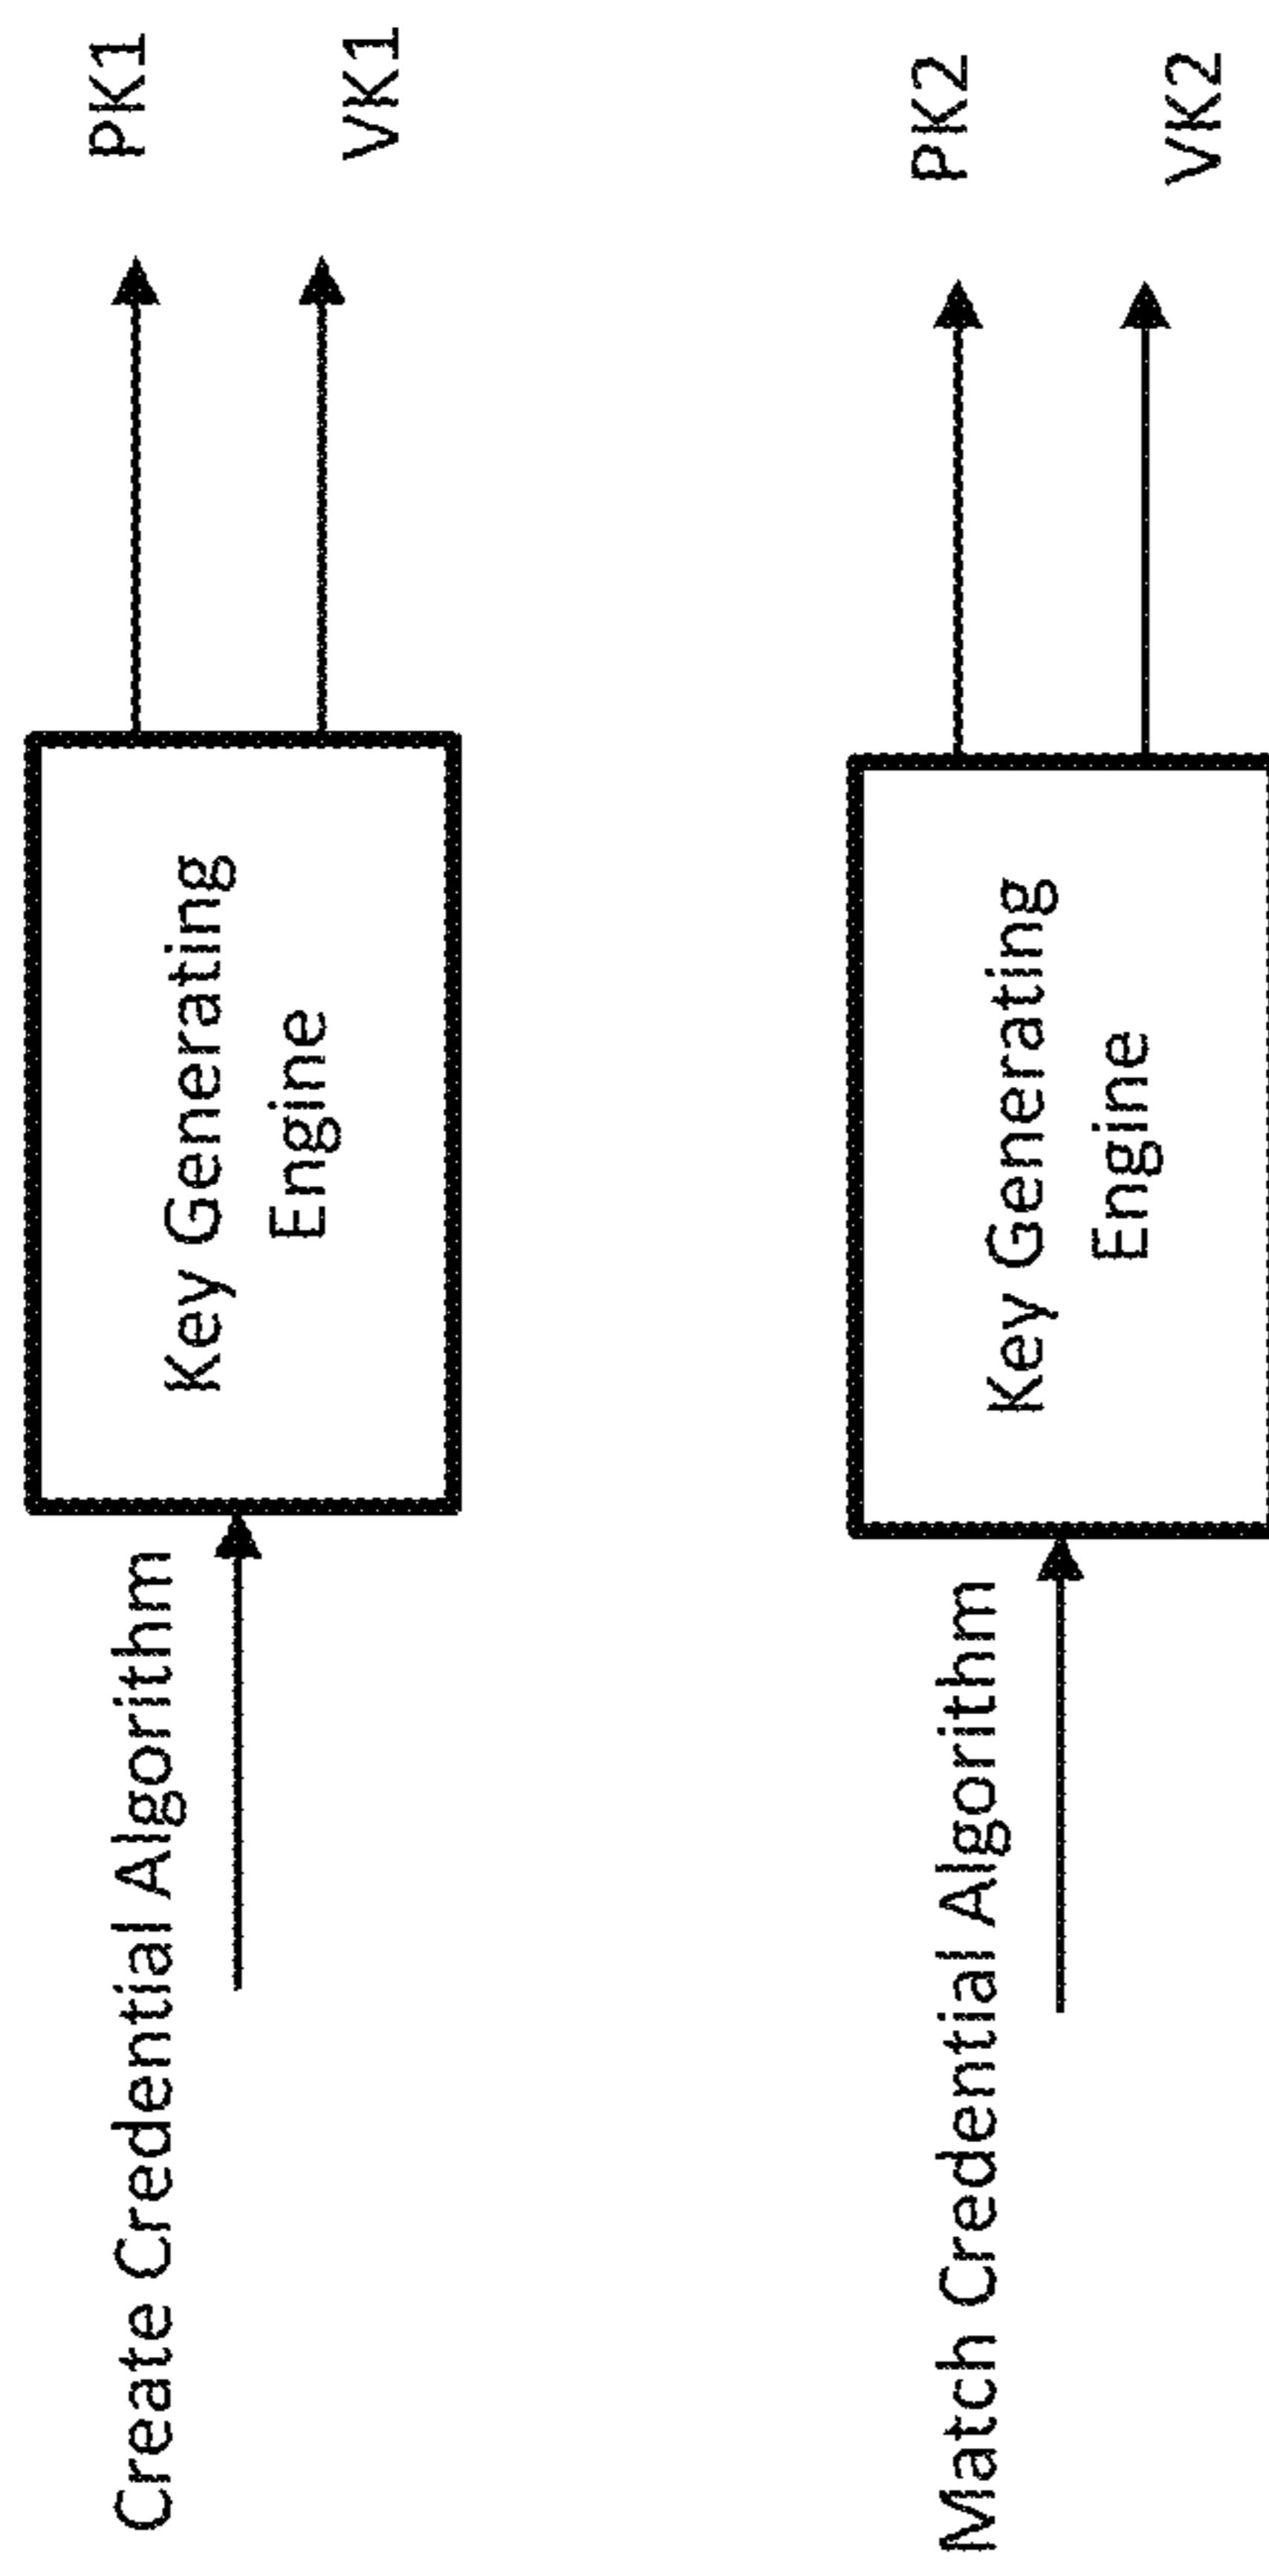 Create Credential Algorithm
Key Generating
Engine
PK1
VK1
Match Credential Algorithm
Key Generating
Engine
PK2
VK2